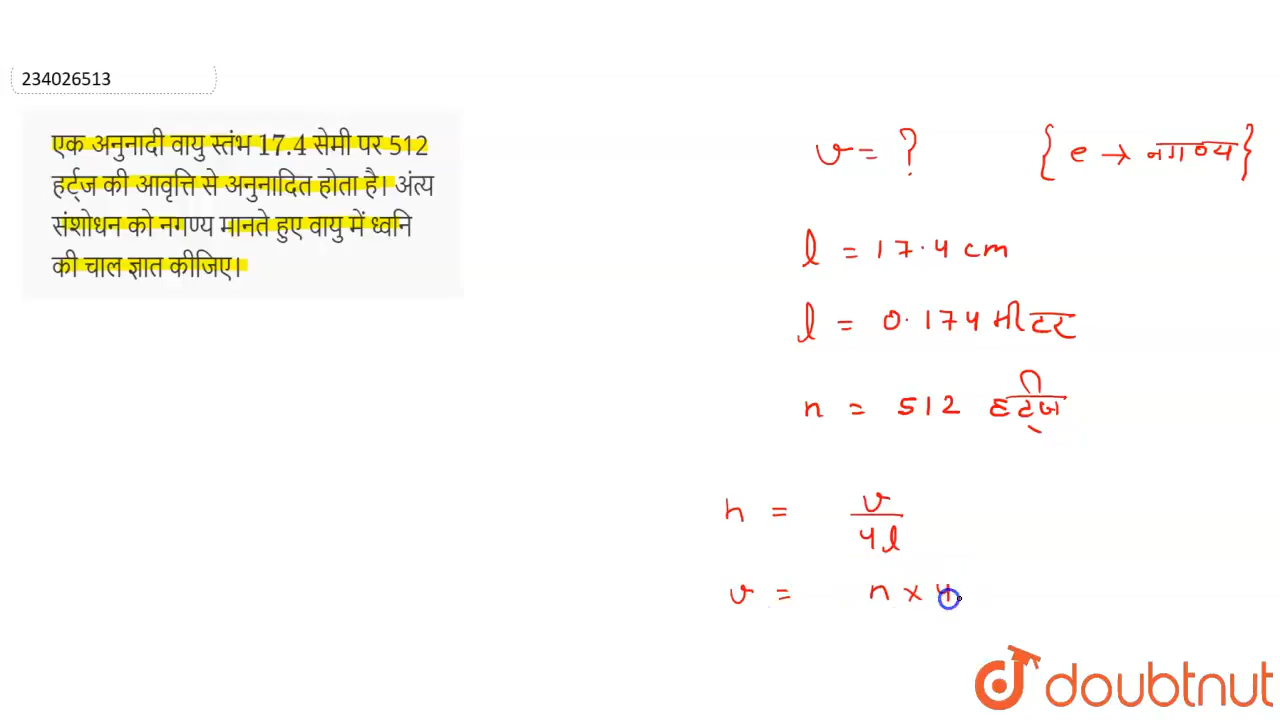 234026513
एक अनुनादी वायु स्तंभ 17.4 सेमी पर 512
हर्ट्ज की आवृत्ति से अनुनादित होता है। अंत्य
संशोधन को नगण्य मानते हुए वायु में ध्वनि
की चाल ज्ञात कीजिए।
v = ? { e → नगण्य }
l = 17.4 cm
l = 0.174 मीटर
n = 512 हर्ट्ज
n = v / 4l
v = n × 4
doubtnut